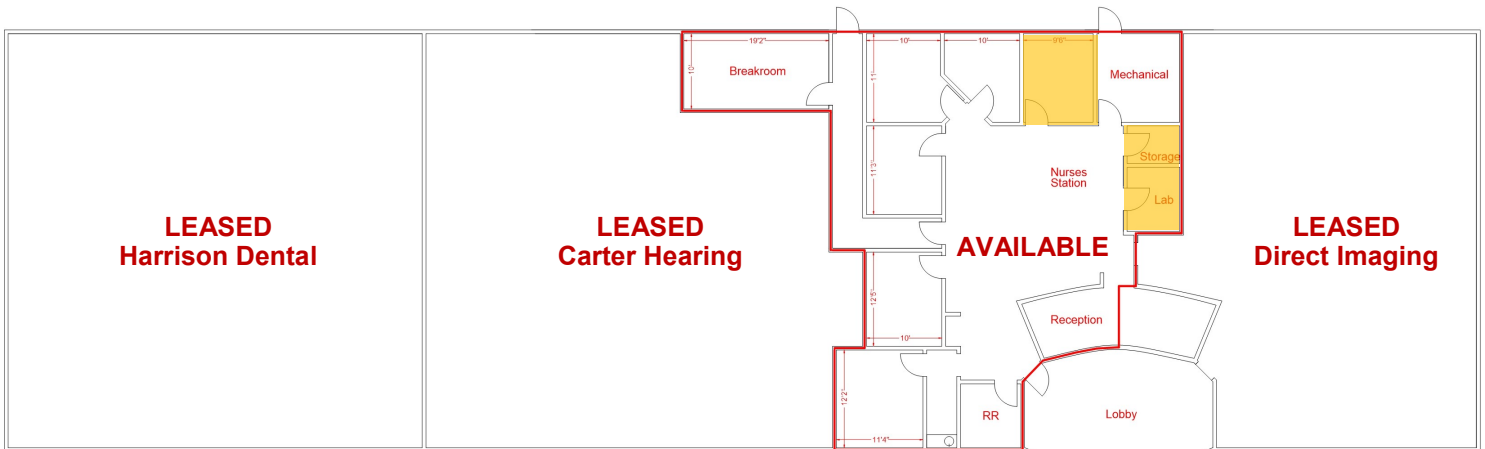 19'2"
10'
10'
9'6"
10'
Breakroom
11'
Mechanical
11'3"
Storage
Nurses
Station
Lab
LEASED
Harrison Dental
LEASED
Carter Hearing
AVAILABLE
LEASED
Direct Imaging
12'5"
10'
Reception
12'2"
11'4"
RR
Lobby